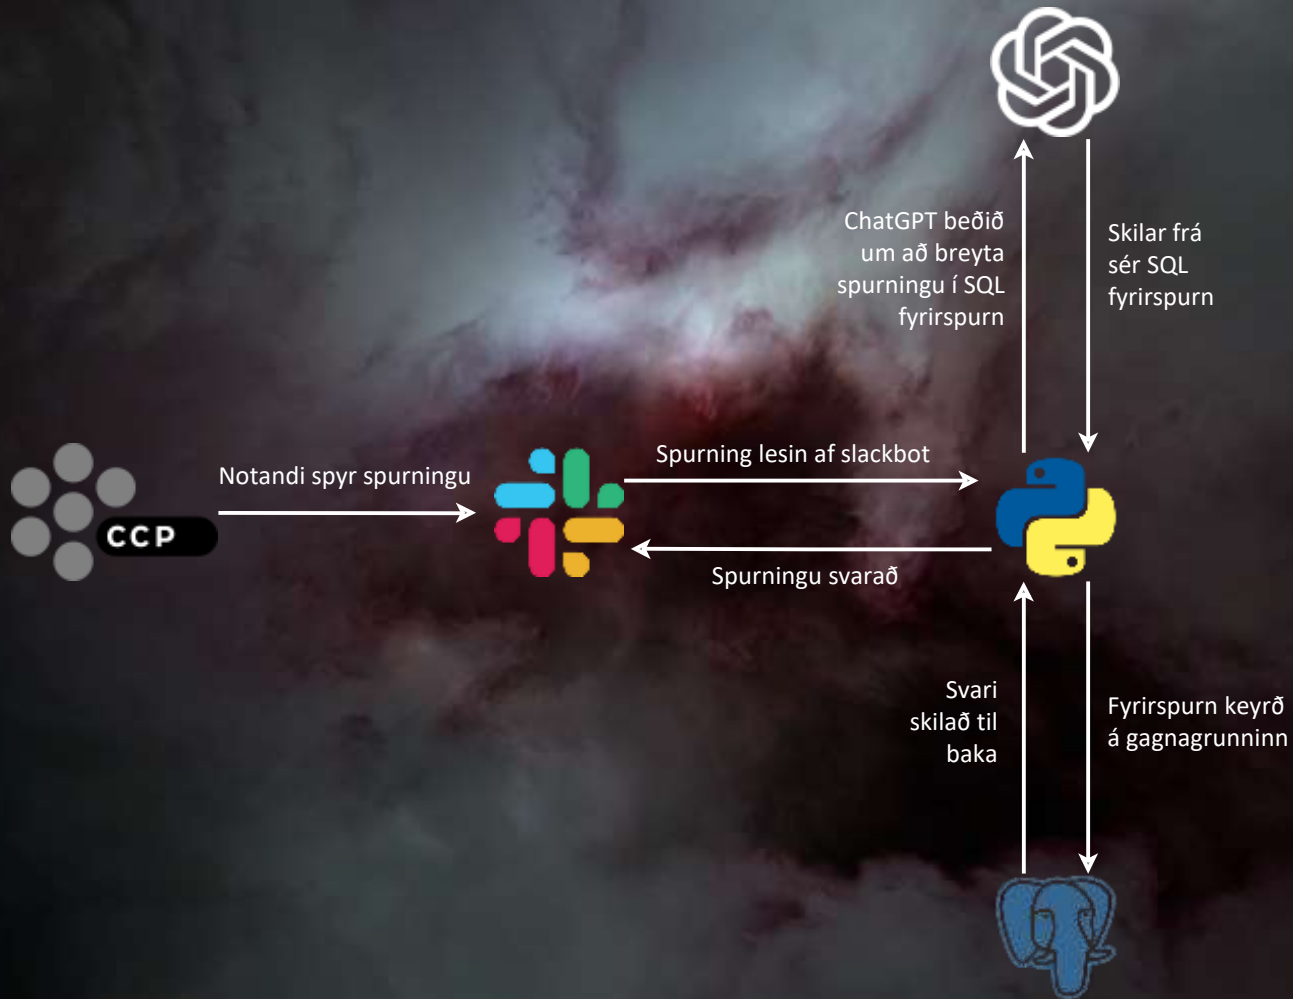 ChatGPT beðið
um að breyta
spurningu í SQL
fyrirspurn
Skilar frá
sér SQL
fyrirspurn
Notandi spyr spurningu
Spurning lesin af slackbot
CCP
Spurningu svarað
Svari
skilað til
baka
Fyrirspurn keyrð
á gagnagrunninn